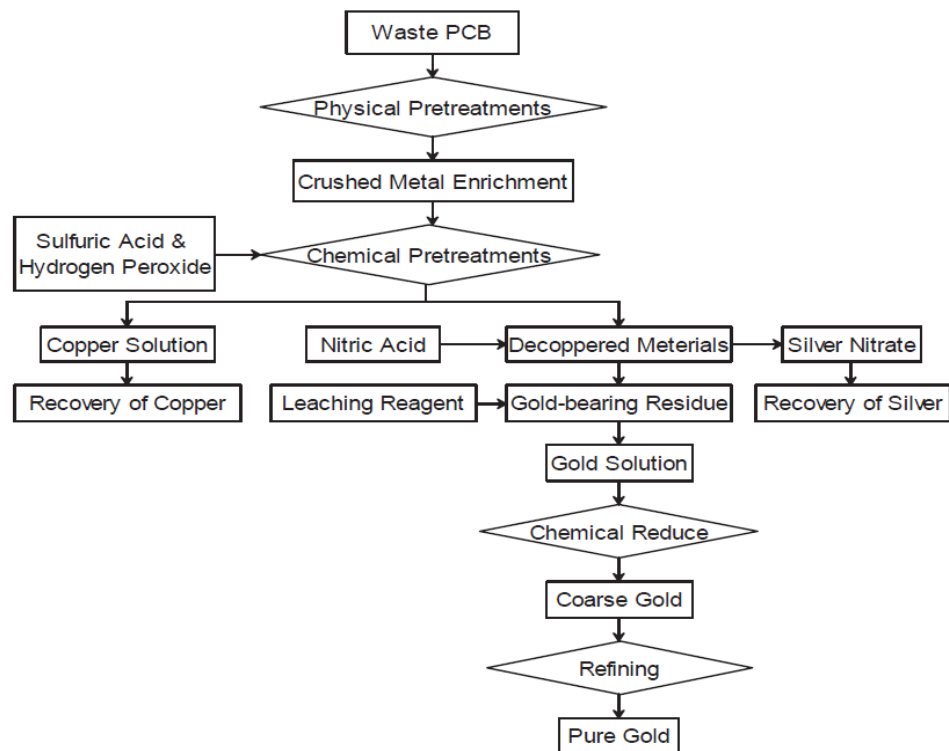 Waste PCB
Physical Pretreatments
Crushed Metal Enrichment
Sulfuric Acid &
Hydrogen Peroxide
Chemical Pretreatments
Copper Solution
Nitric Acid
Decoppered Meterials
Silver Nitrate
Recovery of Copper
Leaching Reagent
Gold-bearing Residue
Recovery of Silver
Gold Solution
Chemical Reduce
Coarse Gold
Refining
Pure Gold